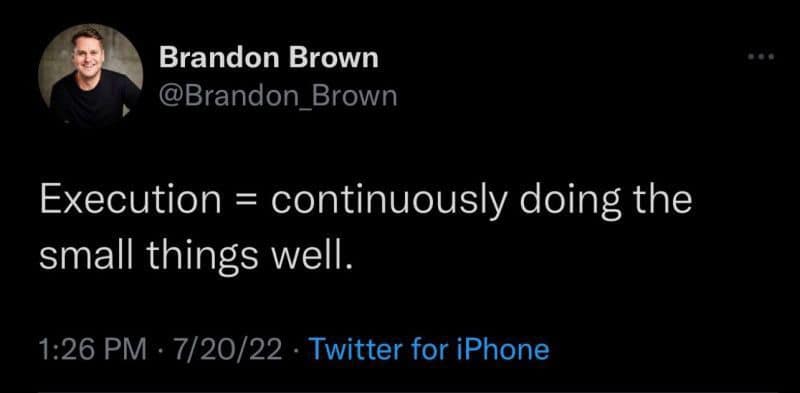 Brandon Brown
@Brandon_Brown
Execution = continuously doing the
small things well.
1:26 PM · 7/20/22 · Twitter for iPhone